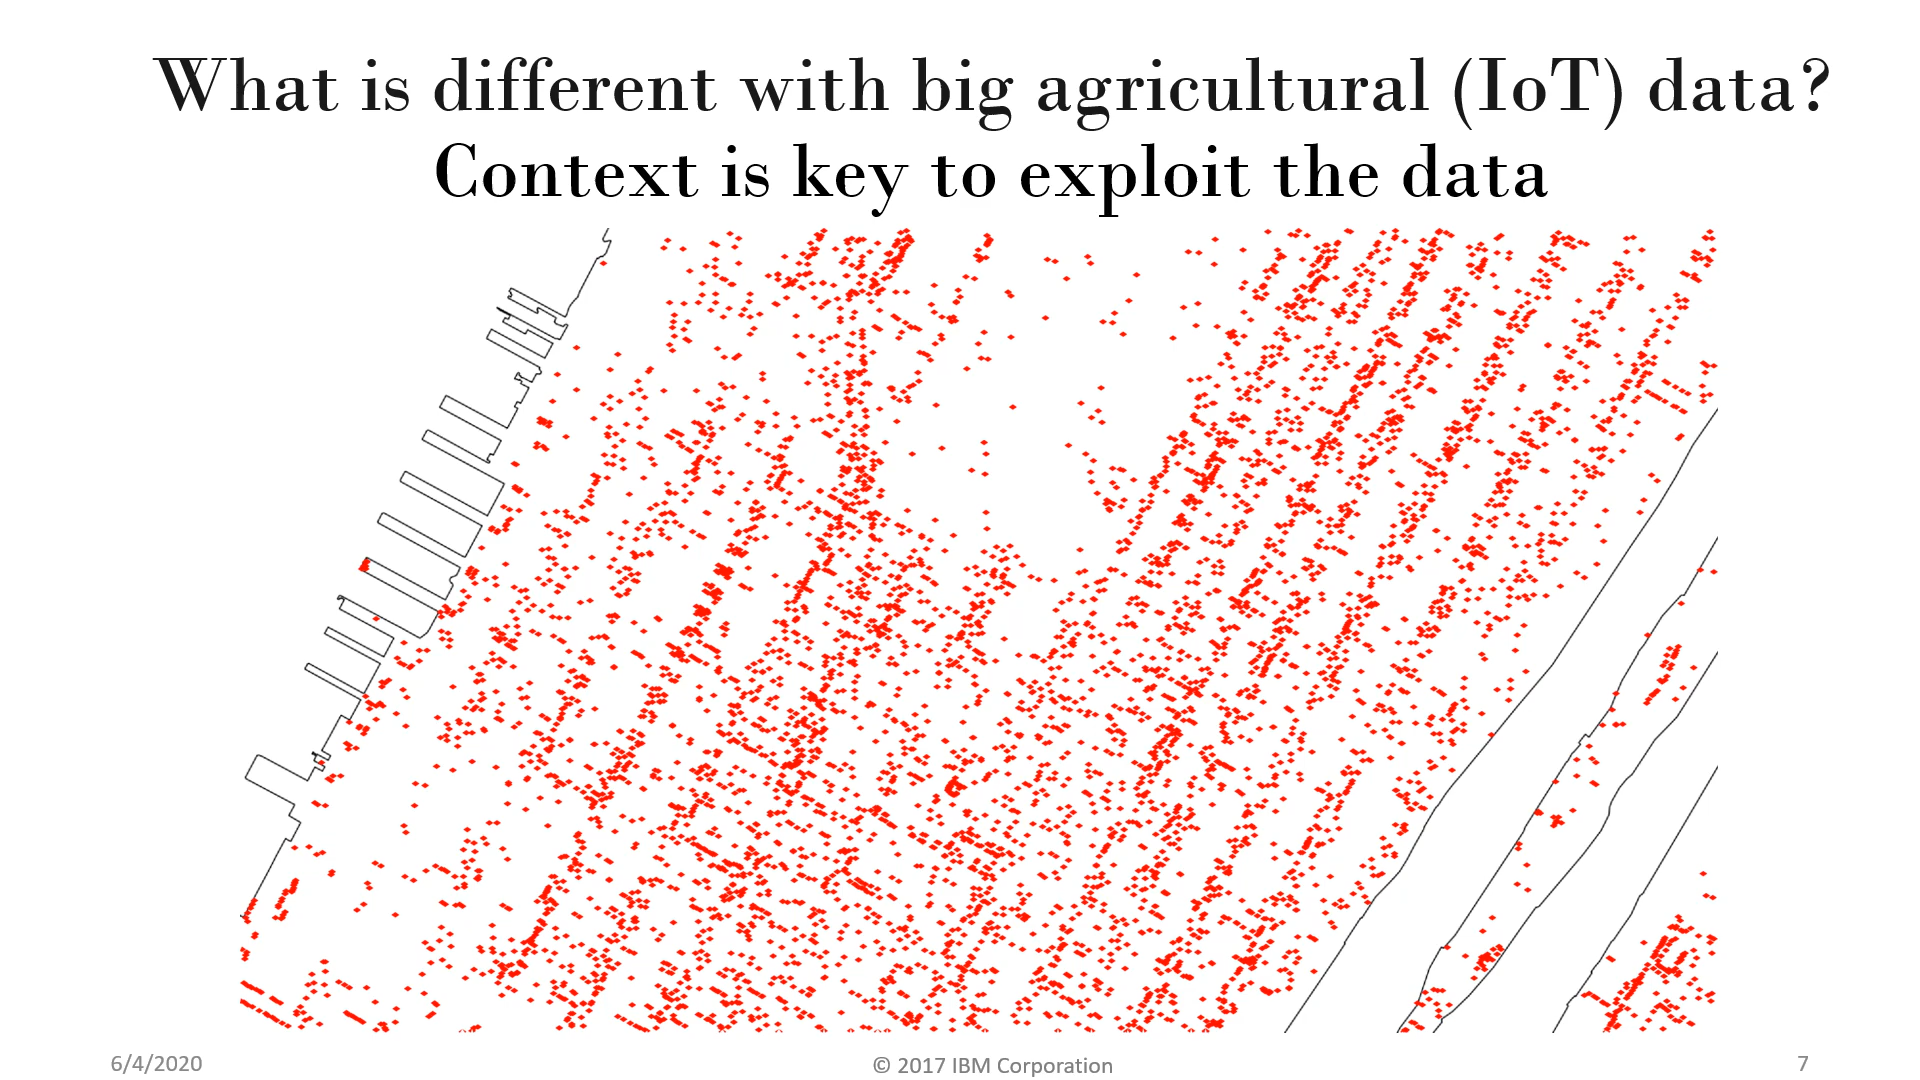 What is different with big agricultural (IoT) data?
Context is key to exploit the data
6/4/2020
© 2017 IBM Corporation
7